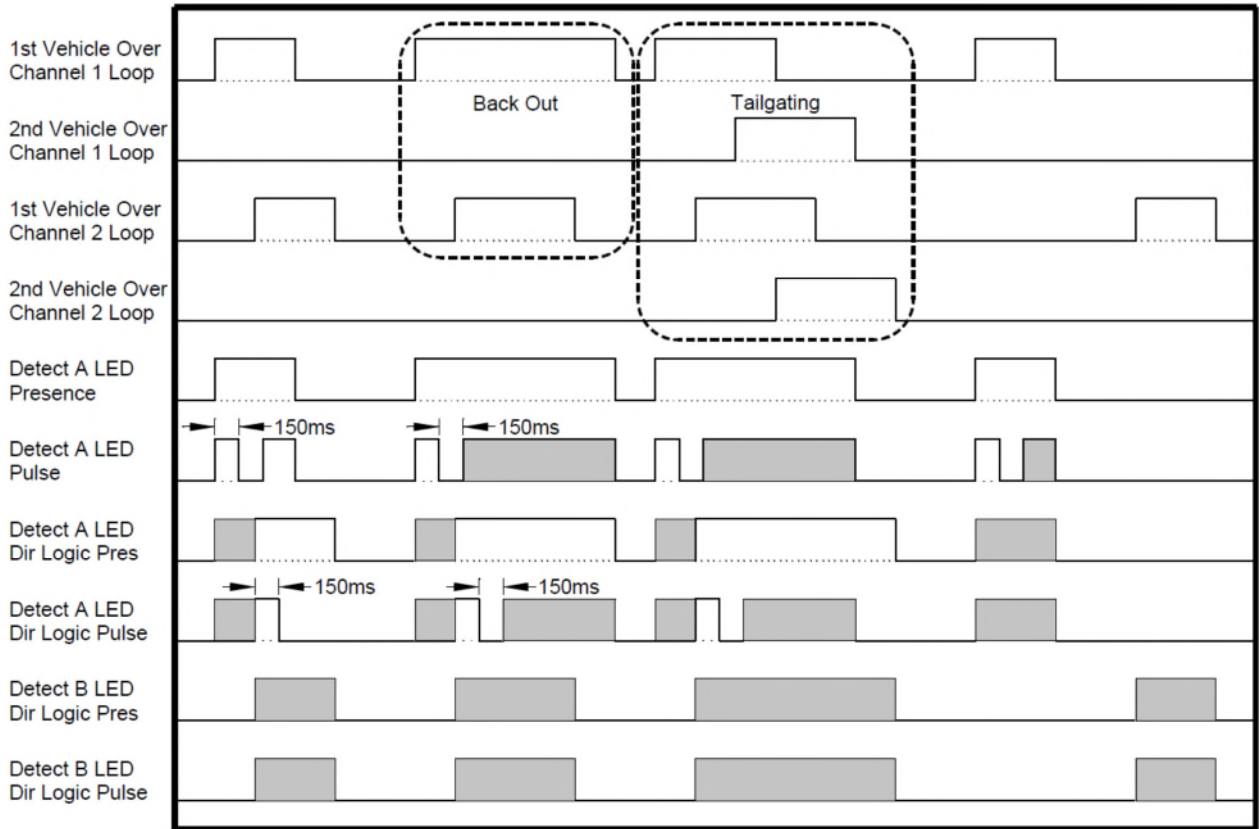 1st Vehicle Over
Channel 1 Loop
Back Out
Tailgating
2nd Vehicle Over
Channel 1 Loop
1st Vehicle Over
Channel 2 Loop
2nd Vehicle Over
Channel 2 Loop
Detect A LED
Presence
150ms
150ms
Detect A LED
Pulse
Detect A LED
Dir Logic Pres
150ms
150ms
Detect A LED
Dir Logic Pulse
Detect B LED
Dir Logic Pres
Detect B LED
Dir Logic Pulse